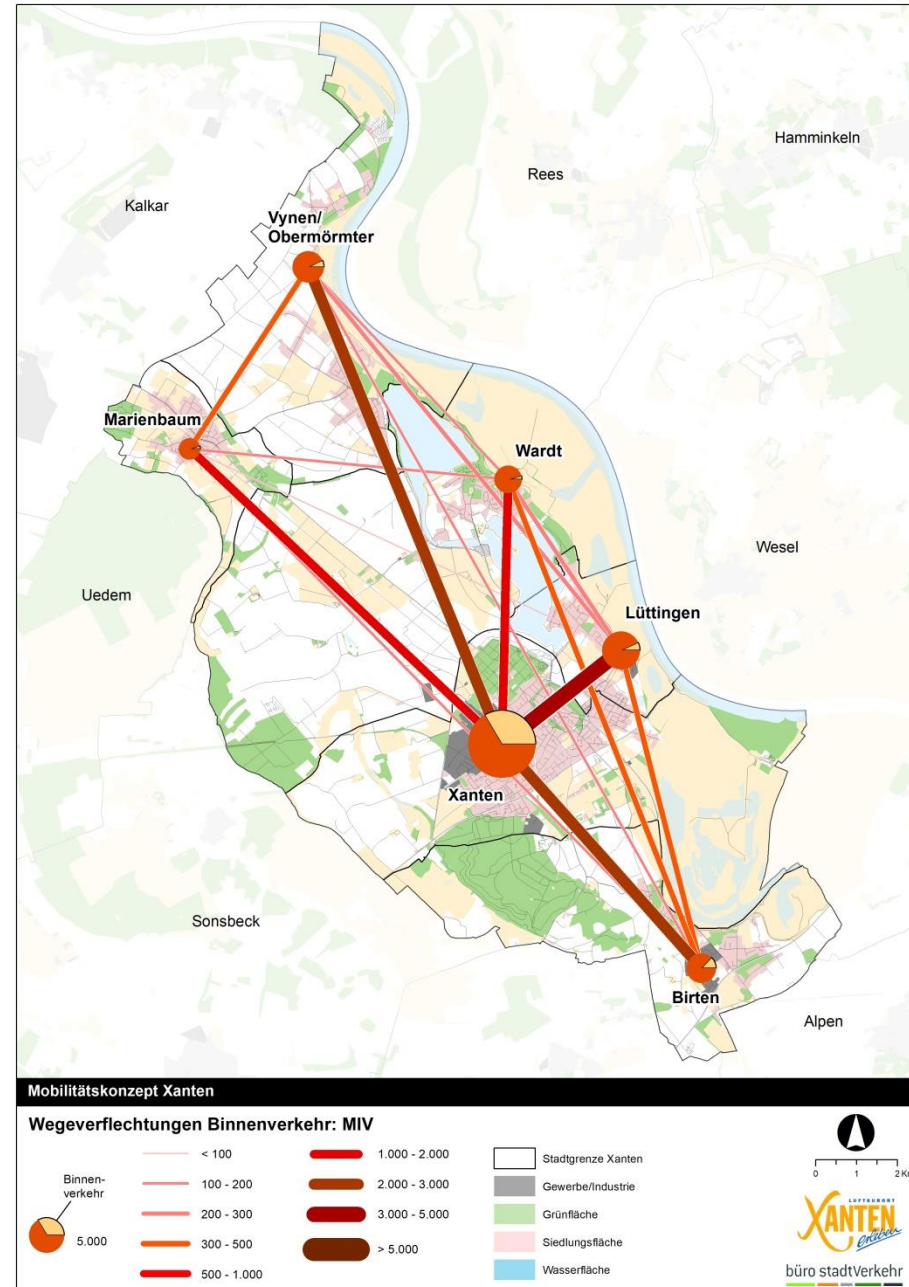 Hamminkeln
Rees
Kalkar
Vynen/
Obermörmter
Marienbaum
Wardt
Wesel
Uedem
Lüttingen
Xanten
Sonsbeck
Birten
Alpen
Mobilitätskonzept Xanten
Wegeverflechtungen Binnenverkehr: MIV
Binnen-
verkehr
5.000
< 100
100 - 200
200 - 300
300 - 500
500 - 1.000
1.000 - 2.000
2.000 - 3.000
3.000 - 5.000
> 5.000
Stadtgrenze Xanten
Gewerbe/Industrie
Grünfläche
Siedlungsfläche
Wasserfläche
0 1 2 Km
LUFTKURORT
XANTEN
Erleben
büro stadtVerkehr